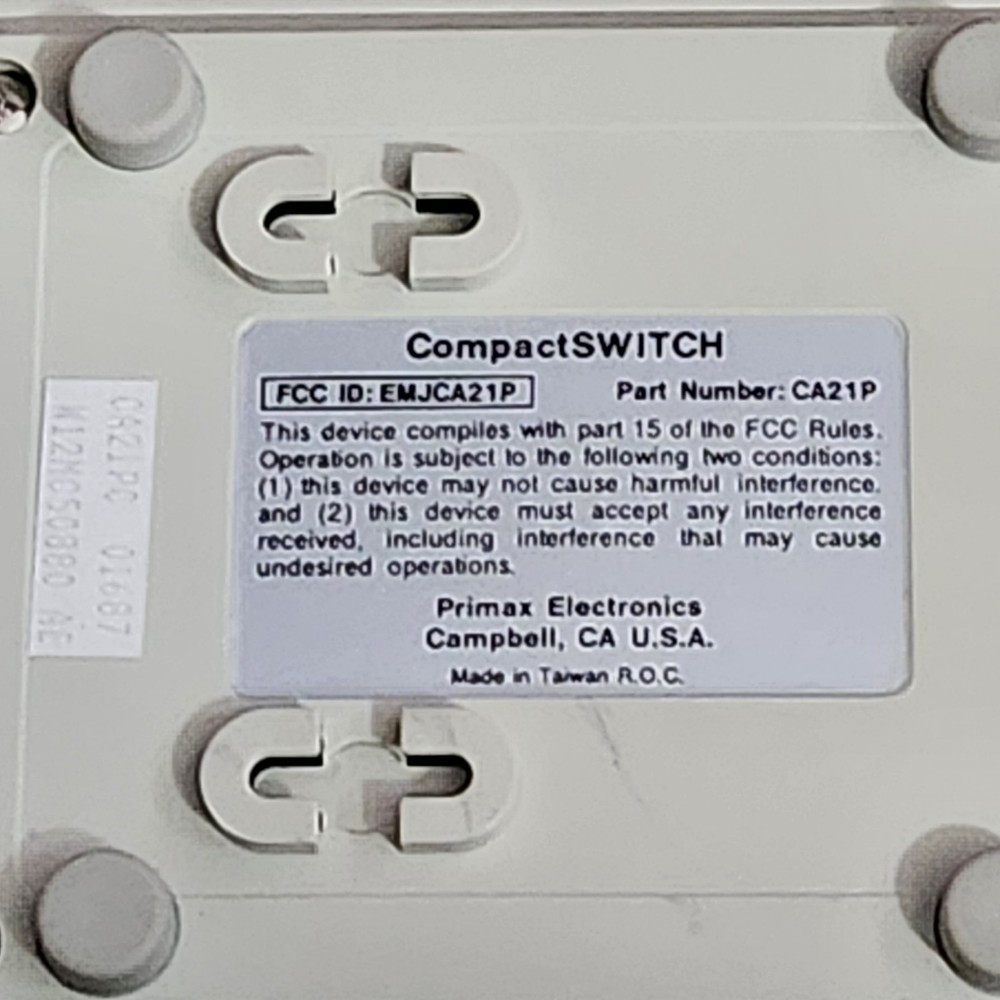 CompactSWITCH
FCC ID: EMJCA21P Part Number: CA21P
This device complies with part 15 of the FCC Rules.
Operation is subject to the following two conditions:
(1) this device may not cause harmful interference,
and (2) this device must accept any interference
received, including interference that may cause
undesired operations.
Primax Electronics
Campbell, CA U.S.A.
Made in Taiwan R.O.C.
CA21PC 01687